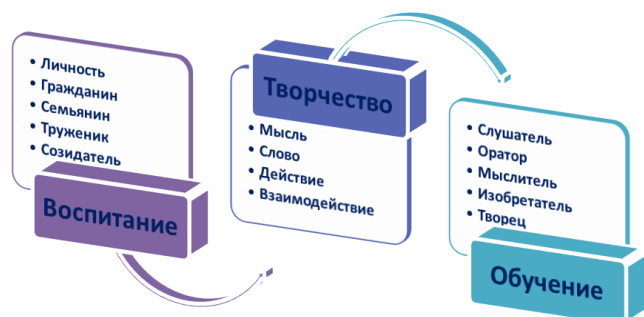 • Личность
• Гражданин
• Семьянин
• Труженик
• Созидатель
Воспитание
Творчество
• Мысль
• Слово
• Действие
• Взаимодействие
• Слушатель
• Оратор
• Мыслитель
• Изобретатель
• Творец
Обучение